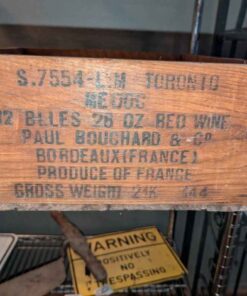 S.7554-L.M TORONTO
MEDOC
12 BLLES 26 OZ RED WINE
PAUL BOUCHARD & Co
BORDEAUX (FRANCE)
PRODUCE OF FRANCE
GROSS WEIGHT 24K 144
WARNING
POSITIVELY
NO
TRESPASSING